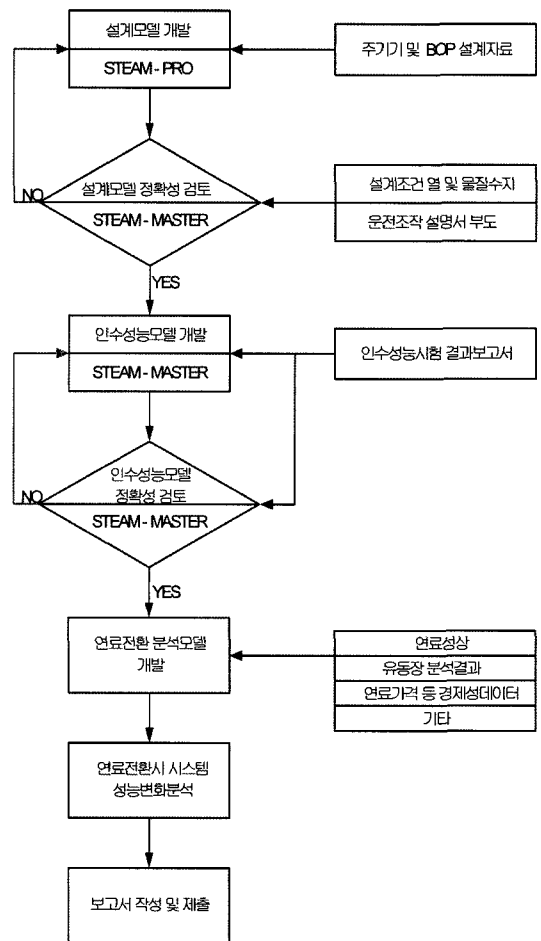 설계모델 개발
STEAM - PRO
주기기 및 BOP 설계자료
NO
설계모델 정확성 검토
STEAM - MASTER
설계조건 열 및 물질수지
운전조작 설명서 부도
YES
인수성능모델 개발
STEAM - MASTER
인수성능시험 결과보고서
NO
인수성능모델
정확성 검토
STEAM - MASTER
YES
연료전환 분석모델
개발
연료성상
유동장 분석결과
연료가격 등 경제성데이터
기타
연료전환시 시스템
성능변화분석
보고서 작성 및 제출